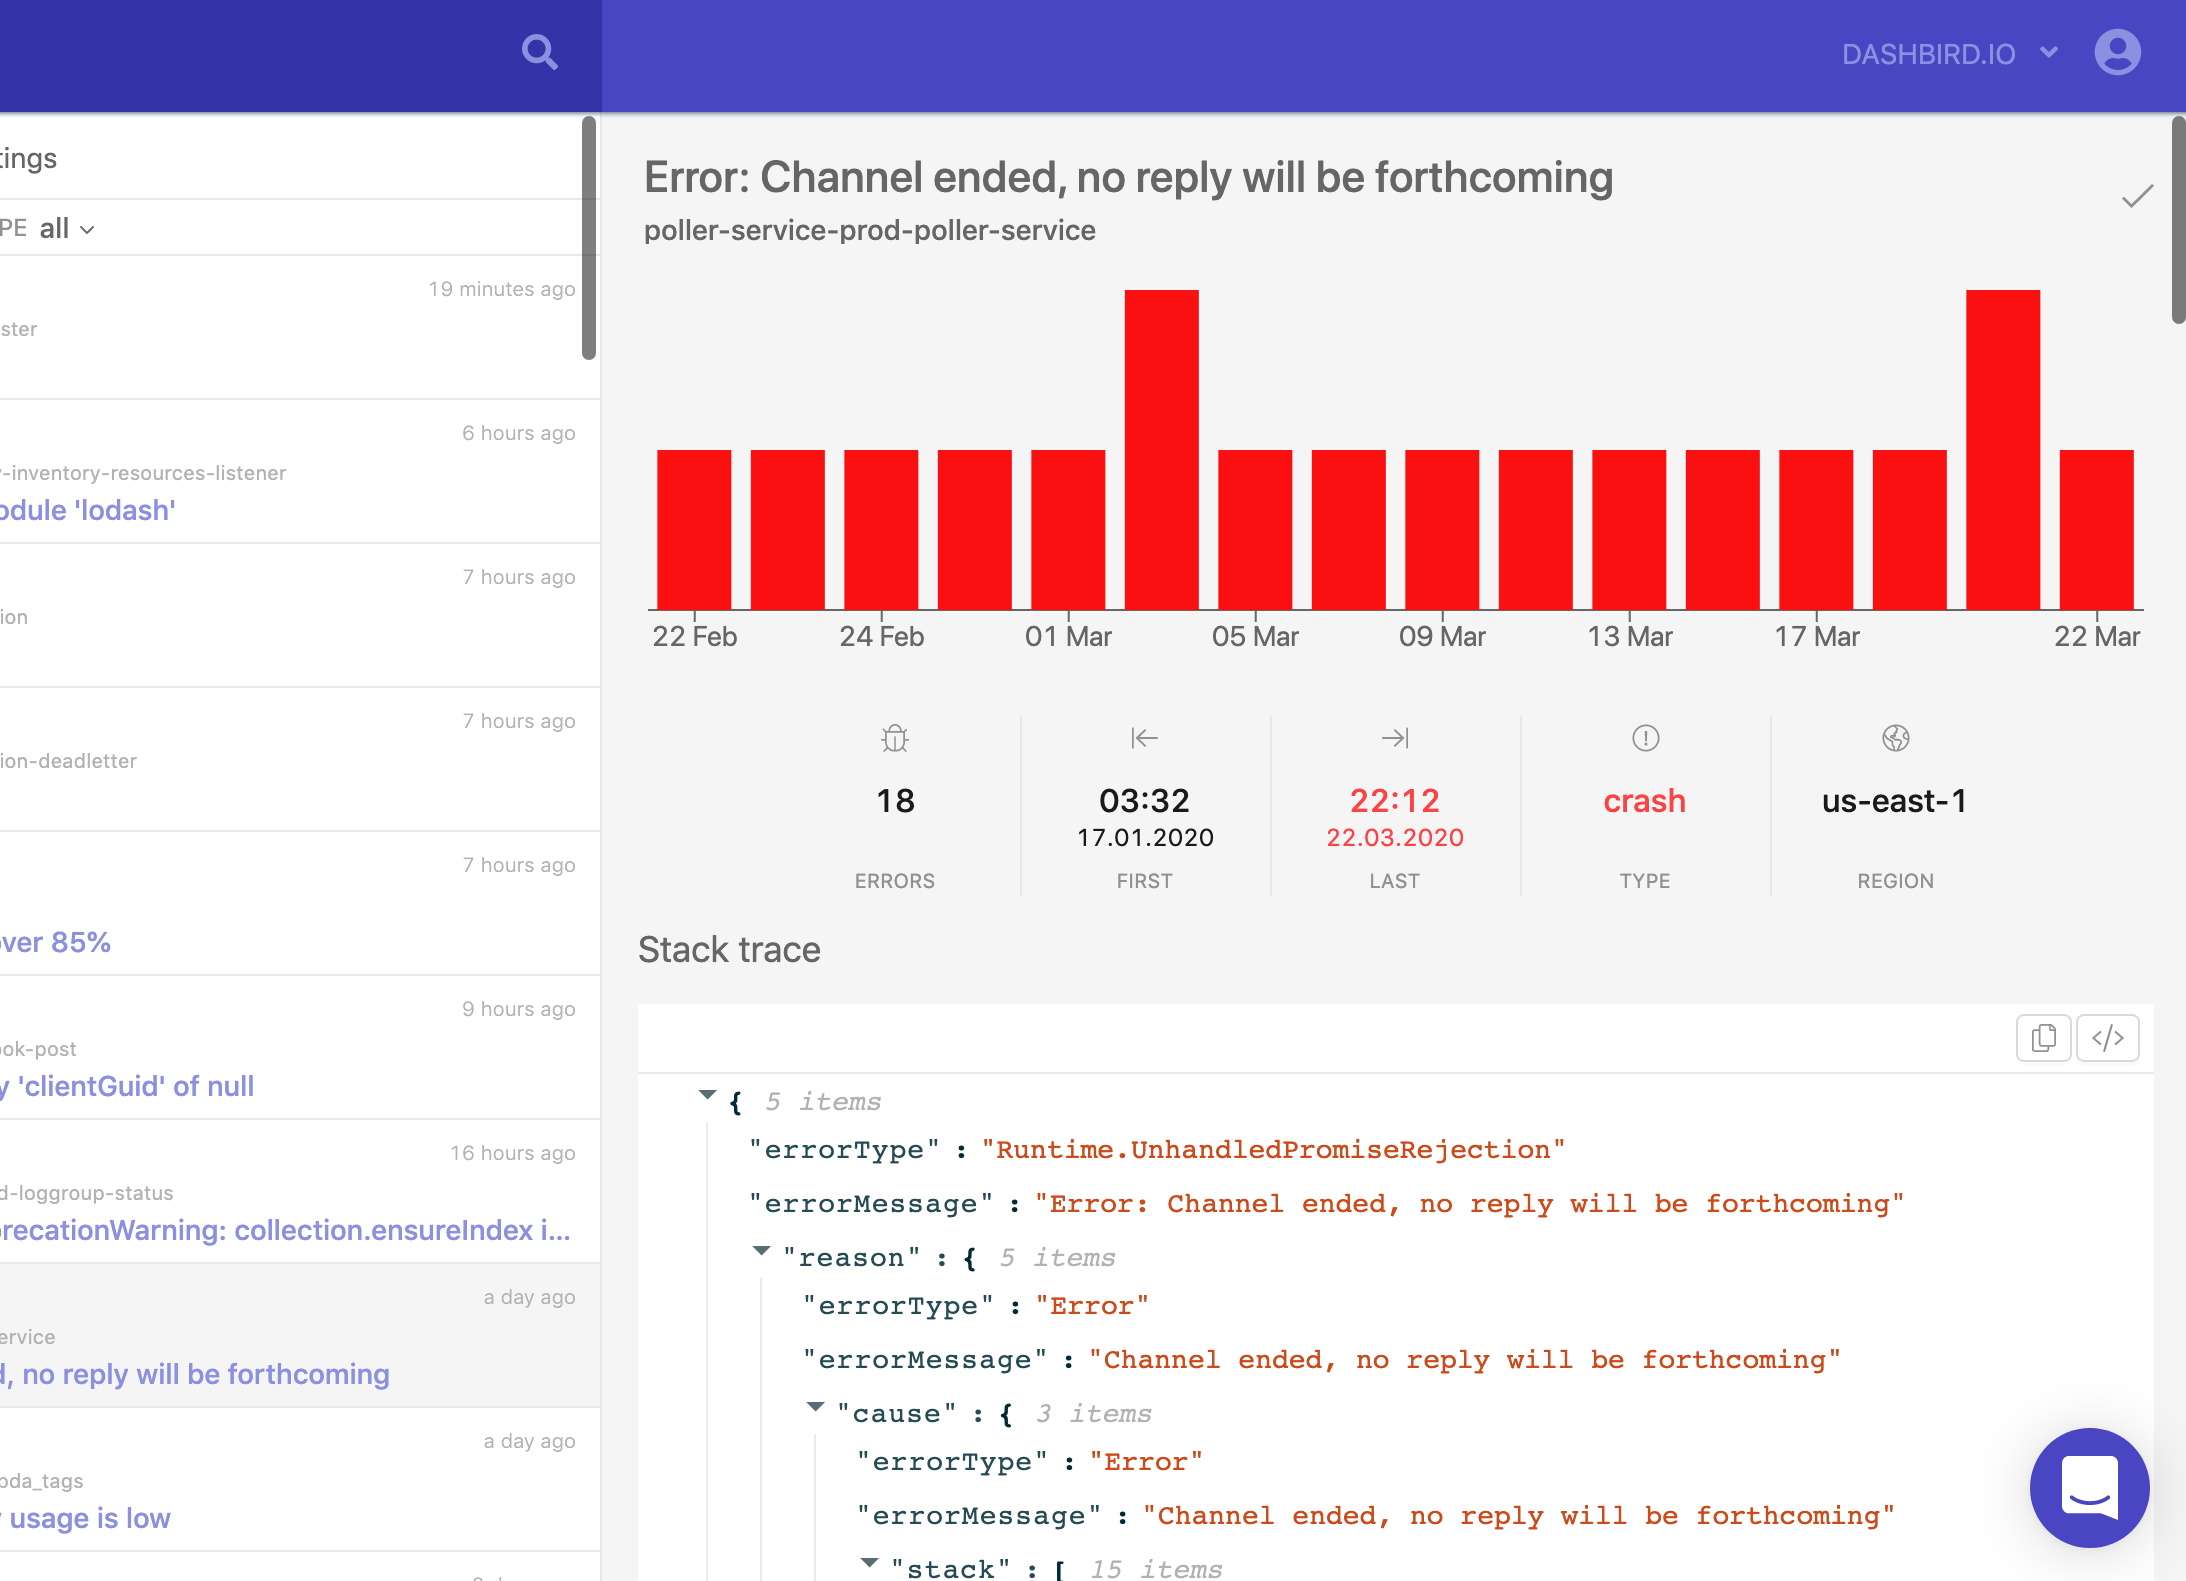 DASHBIRD.IO
tings
PE all
19 minutes ago
ster
6 hours ago
-inventory-resources-listener
odule 'lodash'
7 hours ago
ion
7 hours ago
ion-deadletter
7 hours ago
over 85%
9 hours ago
ok-post
y 'clientGuid' of null
16 hours ago
d-loggroup-status
precationWarning: collection.ensureIndex i...
a day ago
ervice
d, no reply will be forthcoming
a day ago
bda_tags
usage is low
Error: Channel ended, no reply will be forthcoming
poller-service-prod-poller-service
22 Feb 24 Feb 01 Mar 05 Mar 09 Mar 13 Mar 17 Mar 22 Mar
18 03:32 22:12 crash us-east-1
17.01.2020 22.03.2020
ERRORS FIRST LAST TYPE REGION
Stack trace
</>
{ 5 items
"errorType" : "Runtime.UnhandledPromiseRejection"
"errorMessage" : "Error: Channel ended, no reply will be forthcoming"
"reason" : { 5 items
"errorType" : "Error"
"errorMessage" : "Channel ended, no reply will be forthcoming"
"cause" : { 3 items
"errorType" : "Error"
"errorMessage" : "Channel ended, no reply will be forthcoming"
"stack" : [ 15 items